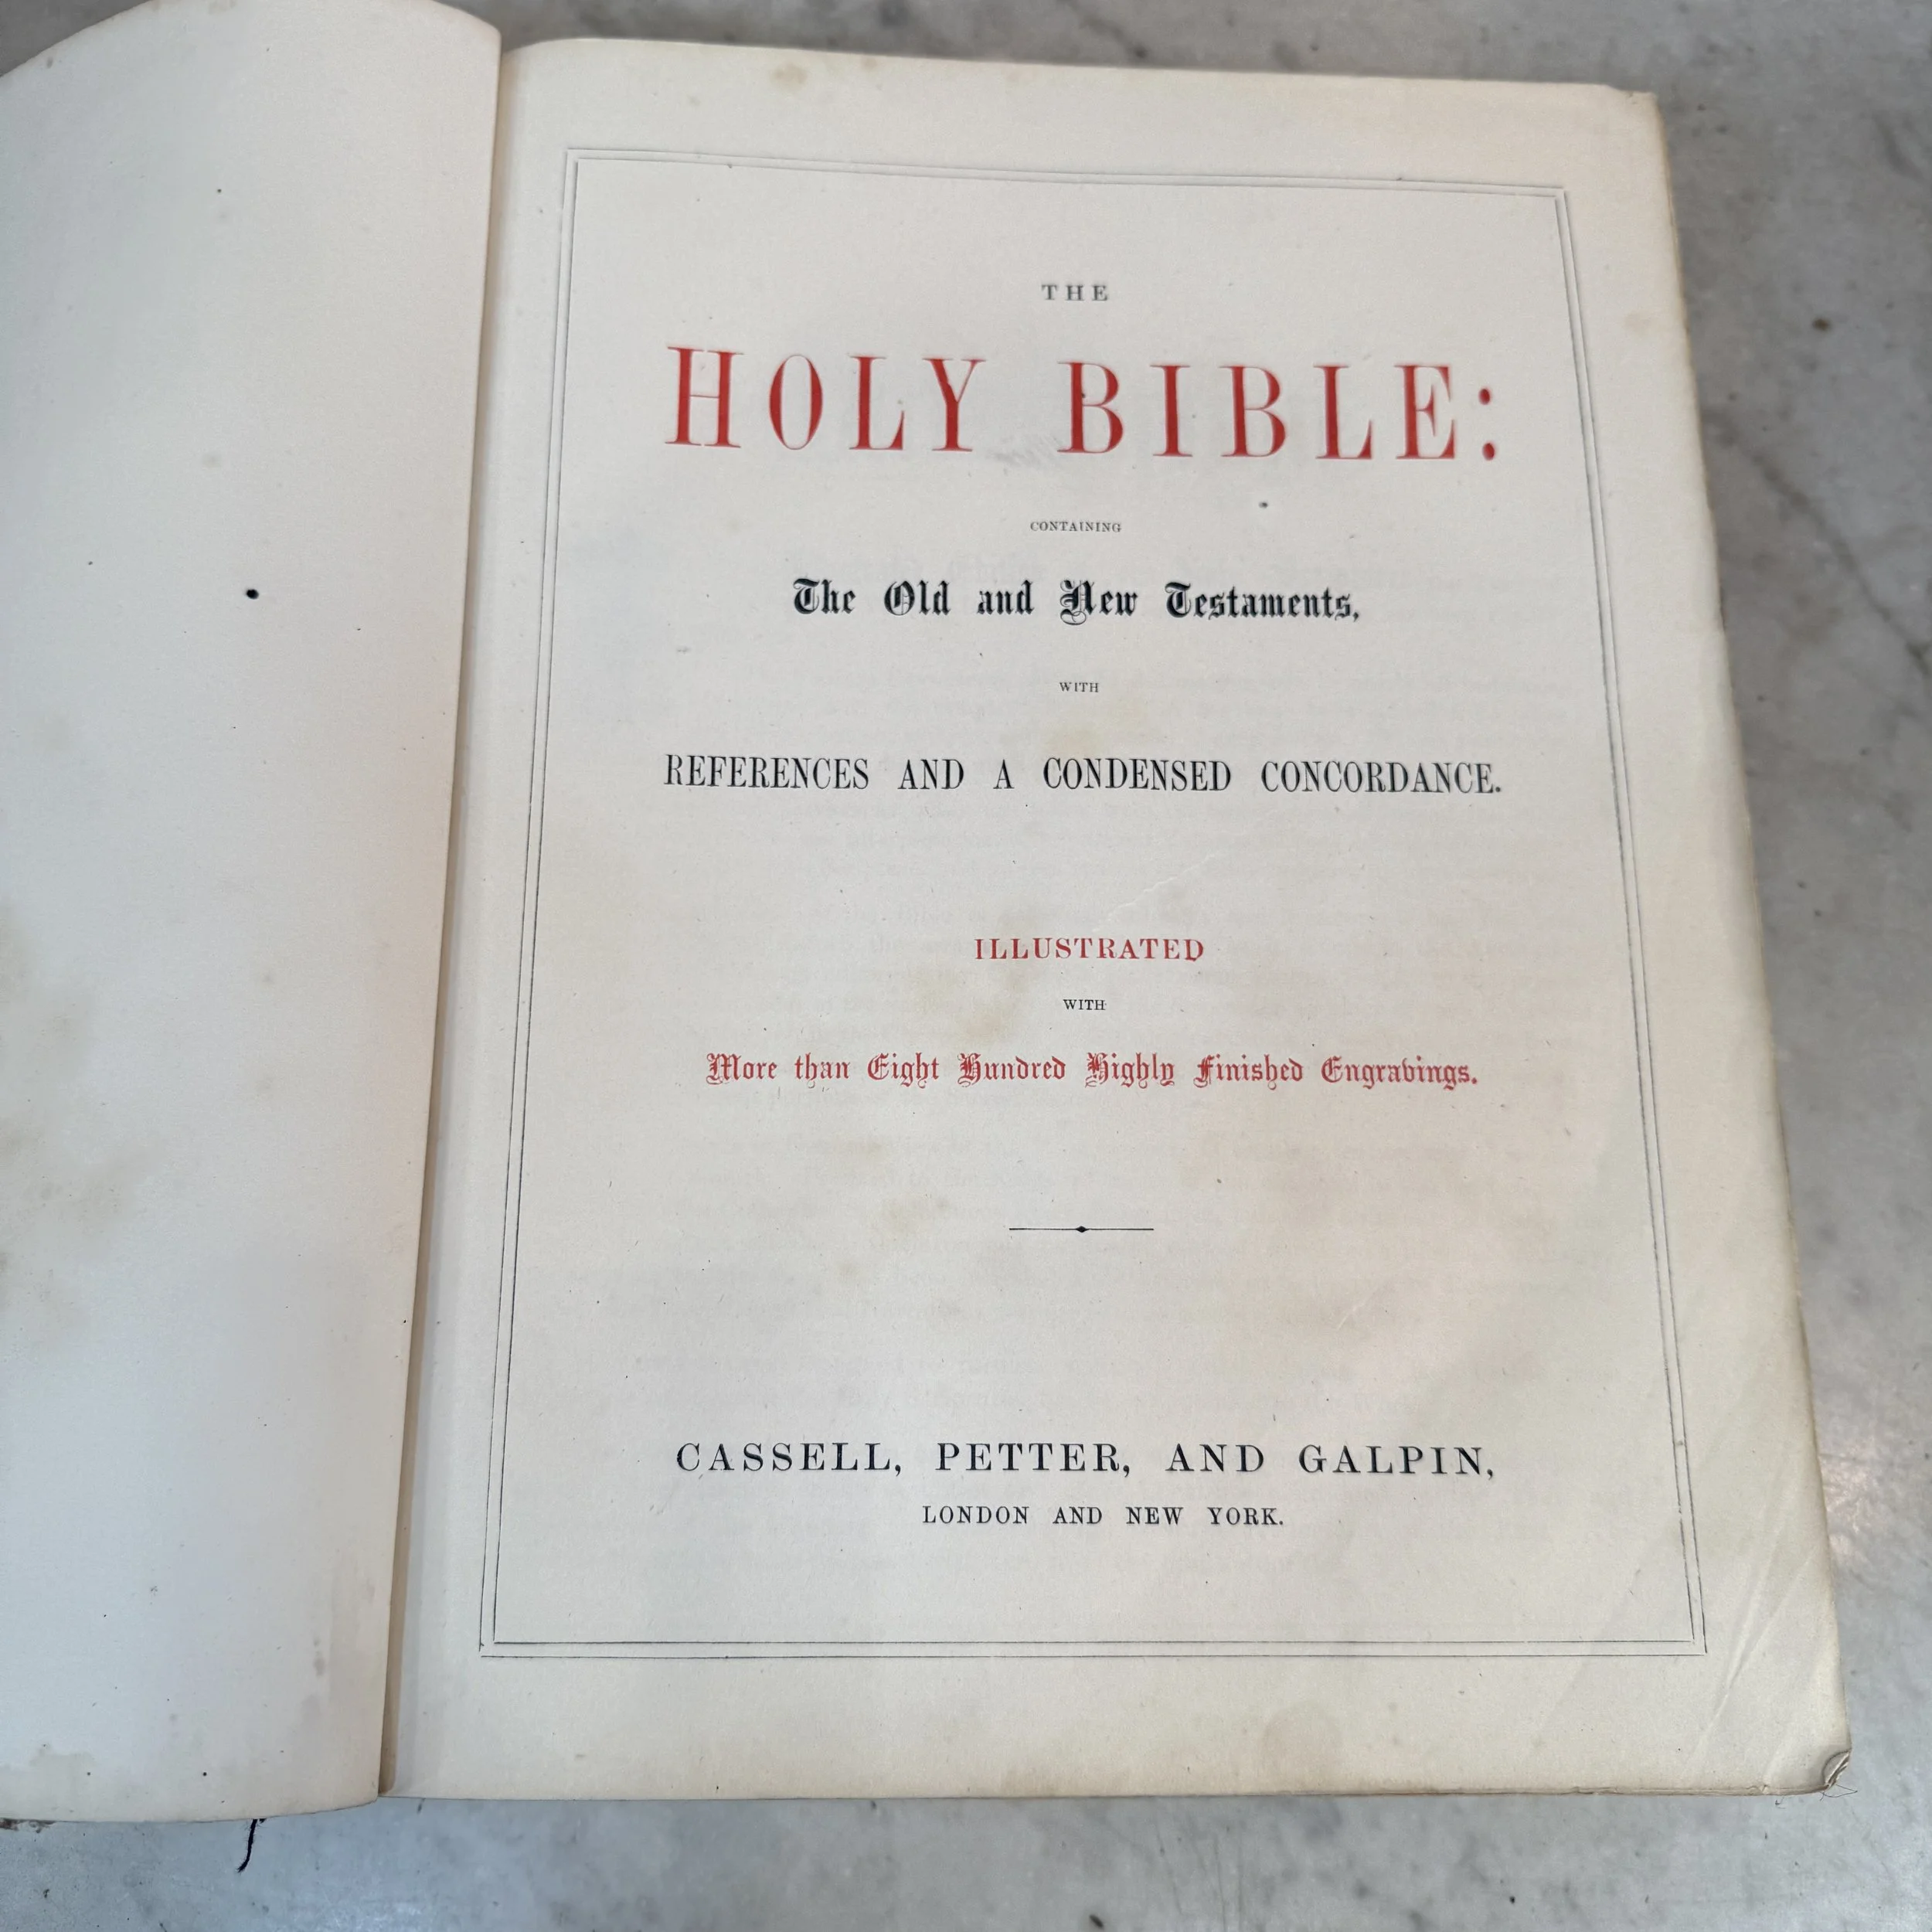 THE
HOLY BIBLE:
CONTAINING
The Old and New Testaments,
WITH
REFERENCES AND A CONDENSED CONCORDANCE.
ILLUSTRATED
WITH
More than Eight Hundred Highly Finished Engravings.
CASSELL, PETTER, AND GALPIN,
LONDON AND NEW YORK.